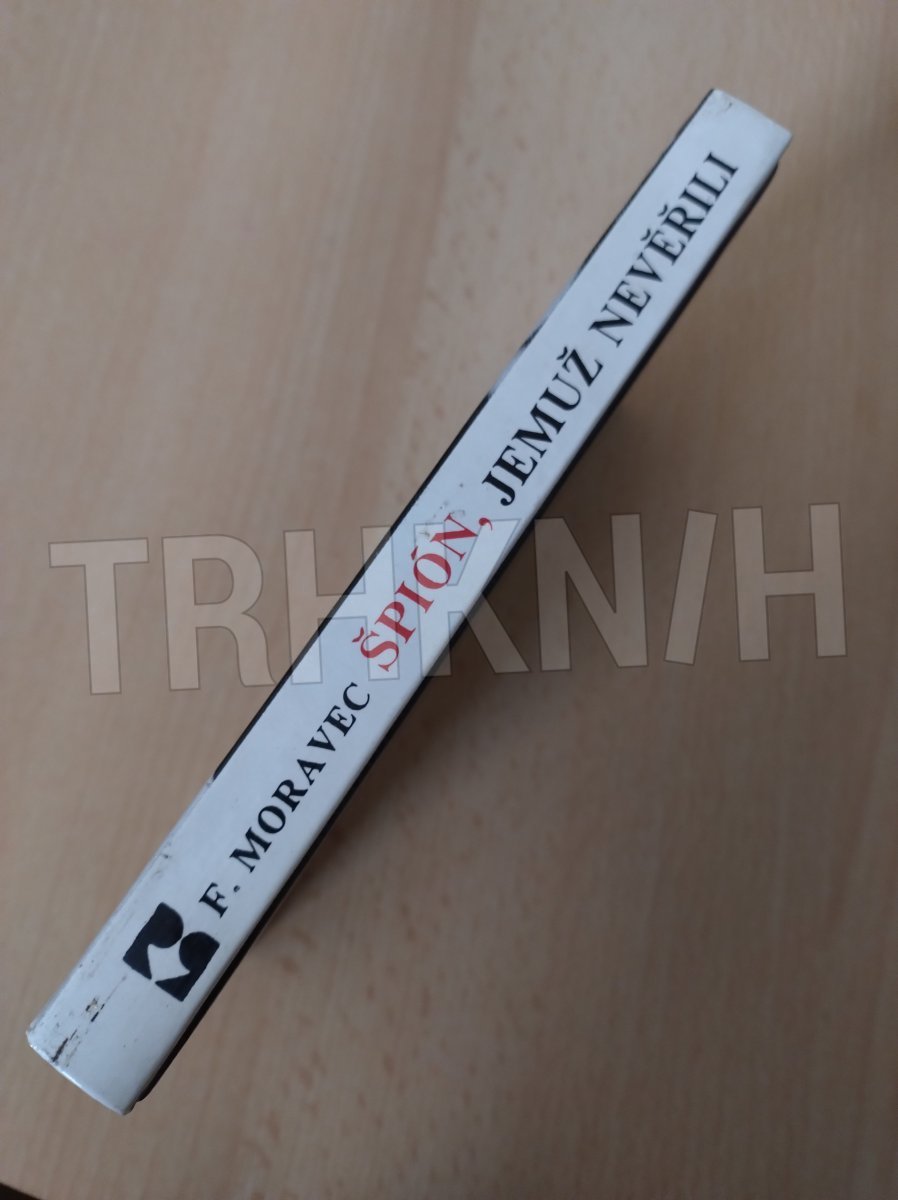 F. MORAVEC ŠPIÓN, JEMUŽ NEVĚŘILI
TRHKNIH